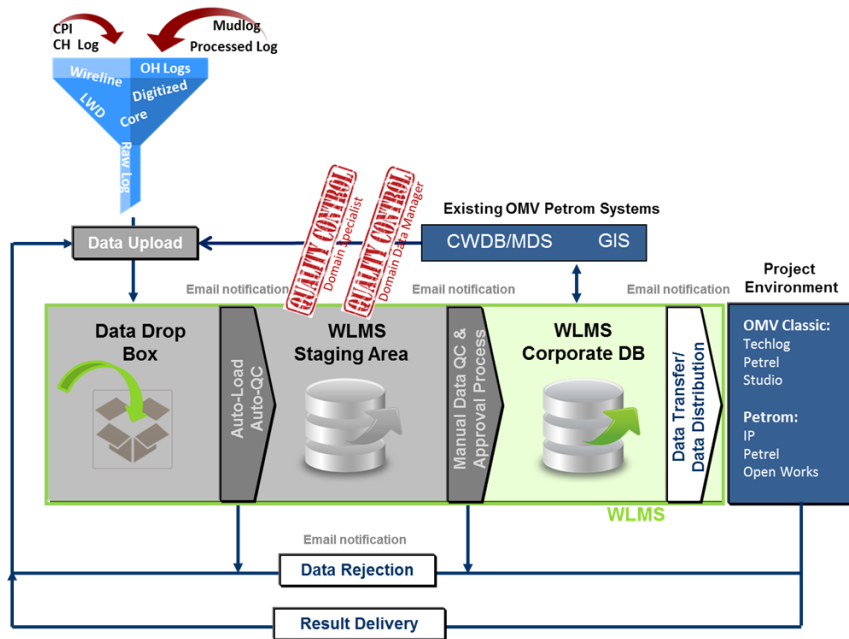 CPI
CH Log
Mudlog
Processed Log
Wireline
OH Logs
LWD
Digitized
Core
Raw Log
Data Upload
QUALITY CONTROL
Domain Specialist
QUALITY CONTROL
Domain Data Manager
Existing OMV Petrom Systems
CWDB/MDS GIS
Email notification
Email notification
Email notification
Project
Environment
Data Drop
Box
Auto-Load
Auto-QC
WLMS
Staging Area
Manual Data QC &
Approval Process
WLMS
Corporate DB
Data Transfer/
Data Distribution
OMV Classic:
Techlog
Petrel
Studio
Petrom:
IP
Petrel
Open Works
WLMS
Email notification
Data Rejection
Result Delivery